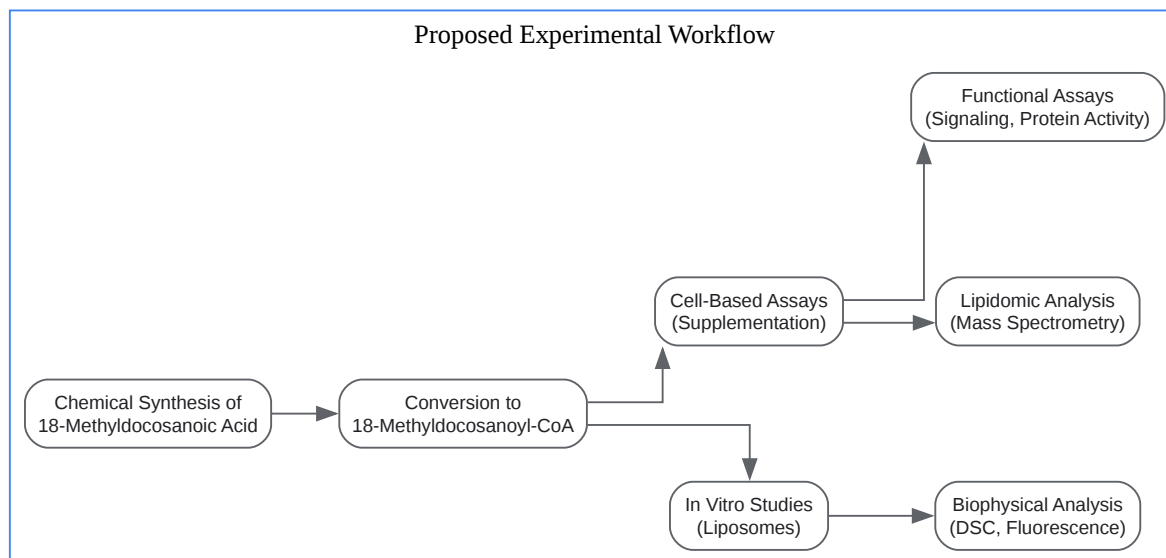 Proposed Experimental Workflow
Functional Assays
(Signaling, Protein Activity)
Cell-Based Assays
(Supplementation)
Lipidomic Analysis
(Mass Spectrometry)
Chemical Synthesis of
18-Methyldocosanoic Acid
Conversion to
18-Methyldocosanoyl-CoA
In Vitro Studies
(Liposomes)
Biophysical Analysis
(DSC, Fluorescence)